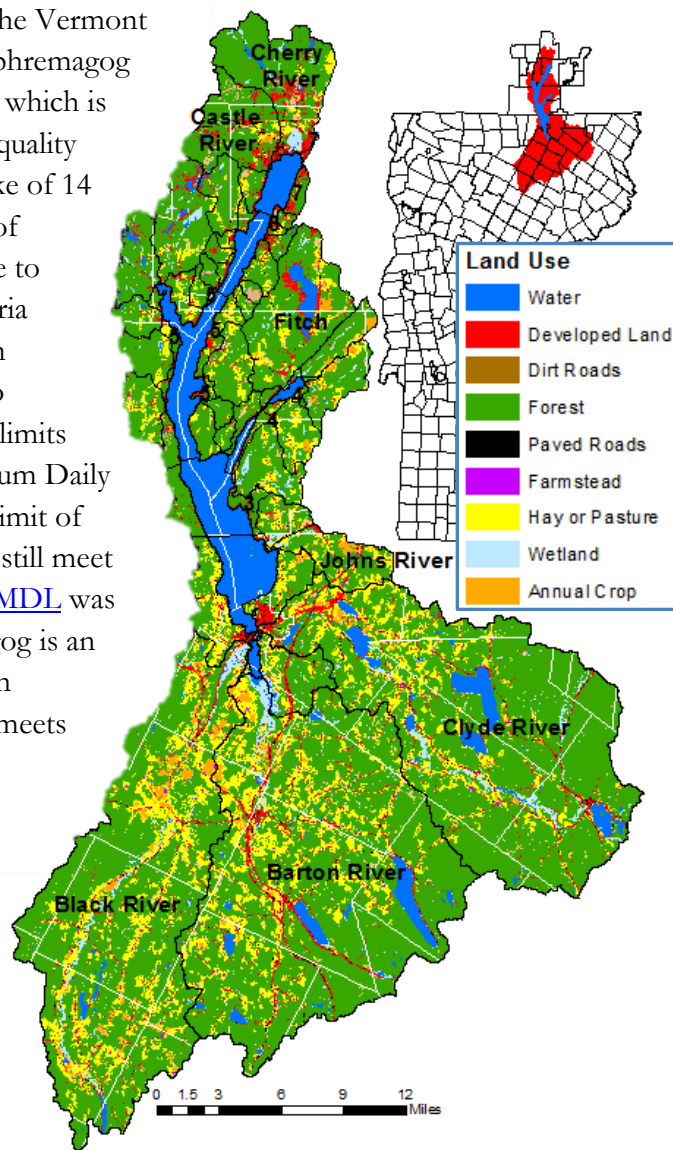 he Vermont
phremagog
which is
quality
ke of 14
of
e to
ria
n
o
limits
um Daily
imit of
still meet
MDL was
gog is an
n
meets
Cherry
River
Castle
River
Fitch
Johns River
Clyde River
Barton River
Black River
Land Use
Water
Developed Land
Dirt Roads
Forest
Paved Roads
Farmstead
Hay or Pasture
Wetland
Annual Crop
0 1.5 3 6 9 12
Miles